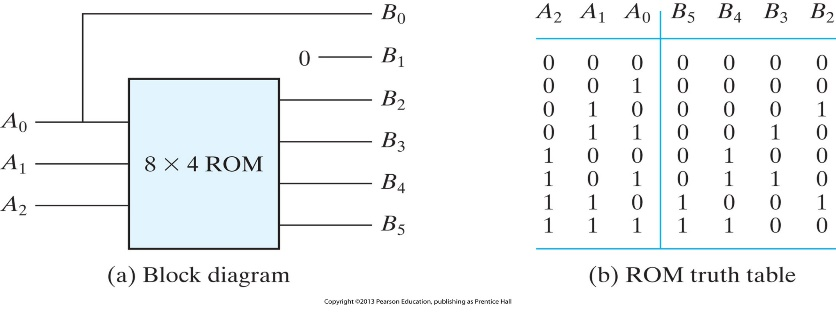 B0
0 B1
B2
A0
B3
A1
8 × 4 ROM
B4
A2
B5
(a) Block diagram
A2 A1 A0 B5 B4 B3 B2
0 0 0 0 0 0 0
0 0 1 0 0 0 0
0 1 0 0 0 0 1
0 1 1 0 0 1 0
1 0 0 0 1 0 0
1 0 1 0 1 1 0
1 1 0 1 0 0 1
1 1 1 1 1 0 0
(b) ROM truth table
Copyright ©2013 Pearson Education, publishing as Prentice Hall